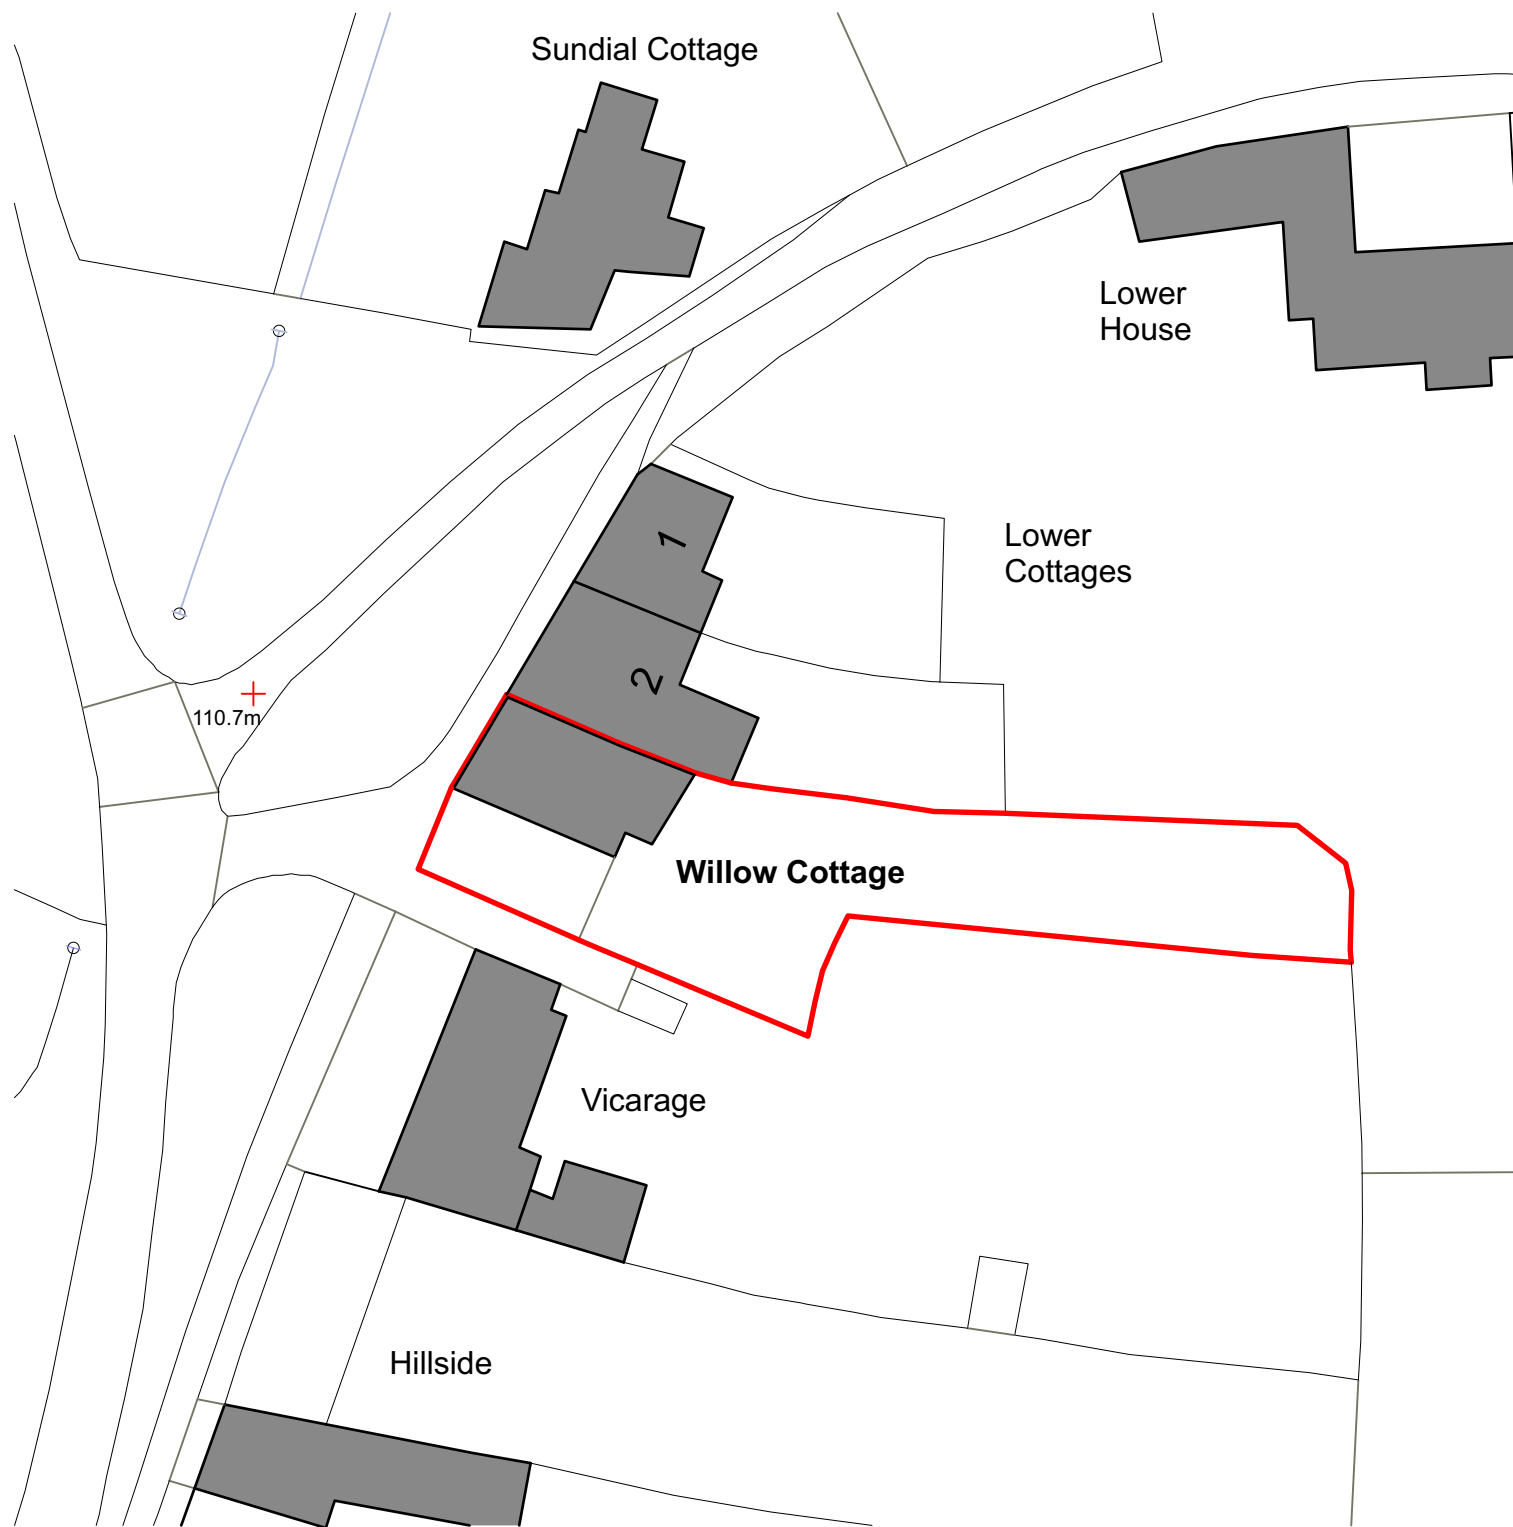 Sundial Cottage
Lower
House
1
Lower
Cottages
2
110.7m
Willow Cottage
Vicarage
Hillside